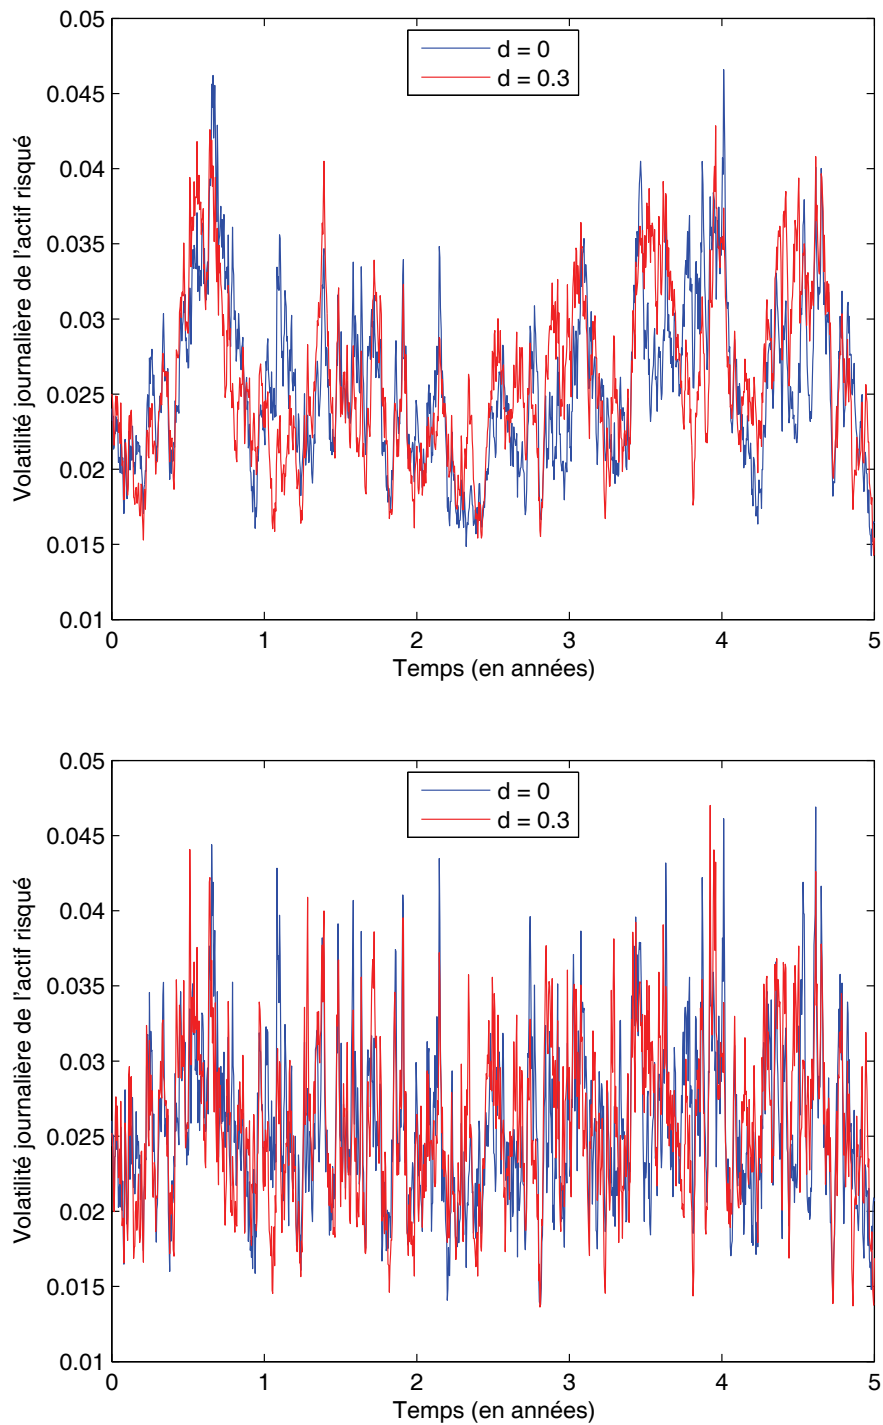 0.05
0.045
0.04
0.035
0.03
0.025
0.02
0.015
0.01
Volatilité journalière de l'actif risqué
d = 0
d = 0.3
0 1 2 3 4 5
Temps (en années)
0.05
0.045
0.04
0.035
0.03
0.025
0.02
0.015
0.01
Volatilité journalière de l'actif risqué
d = 0
d = 0.3
0 1 2 3 4 5
Temps (en années)